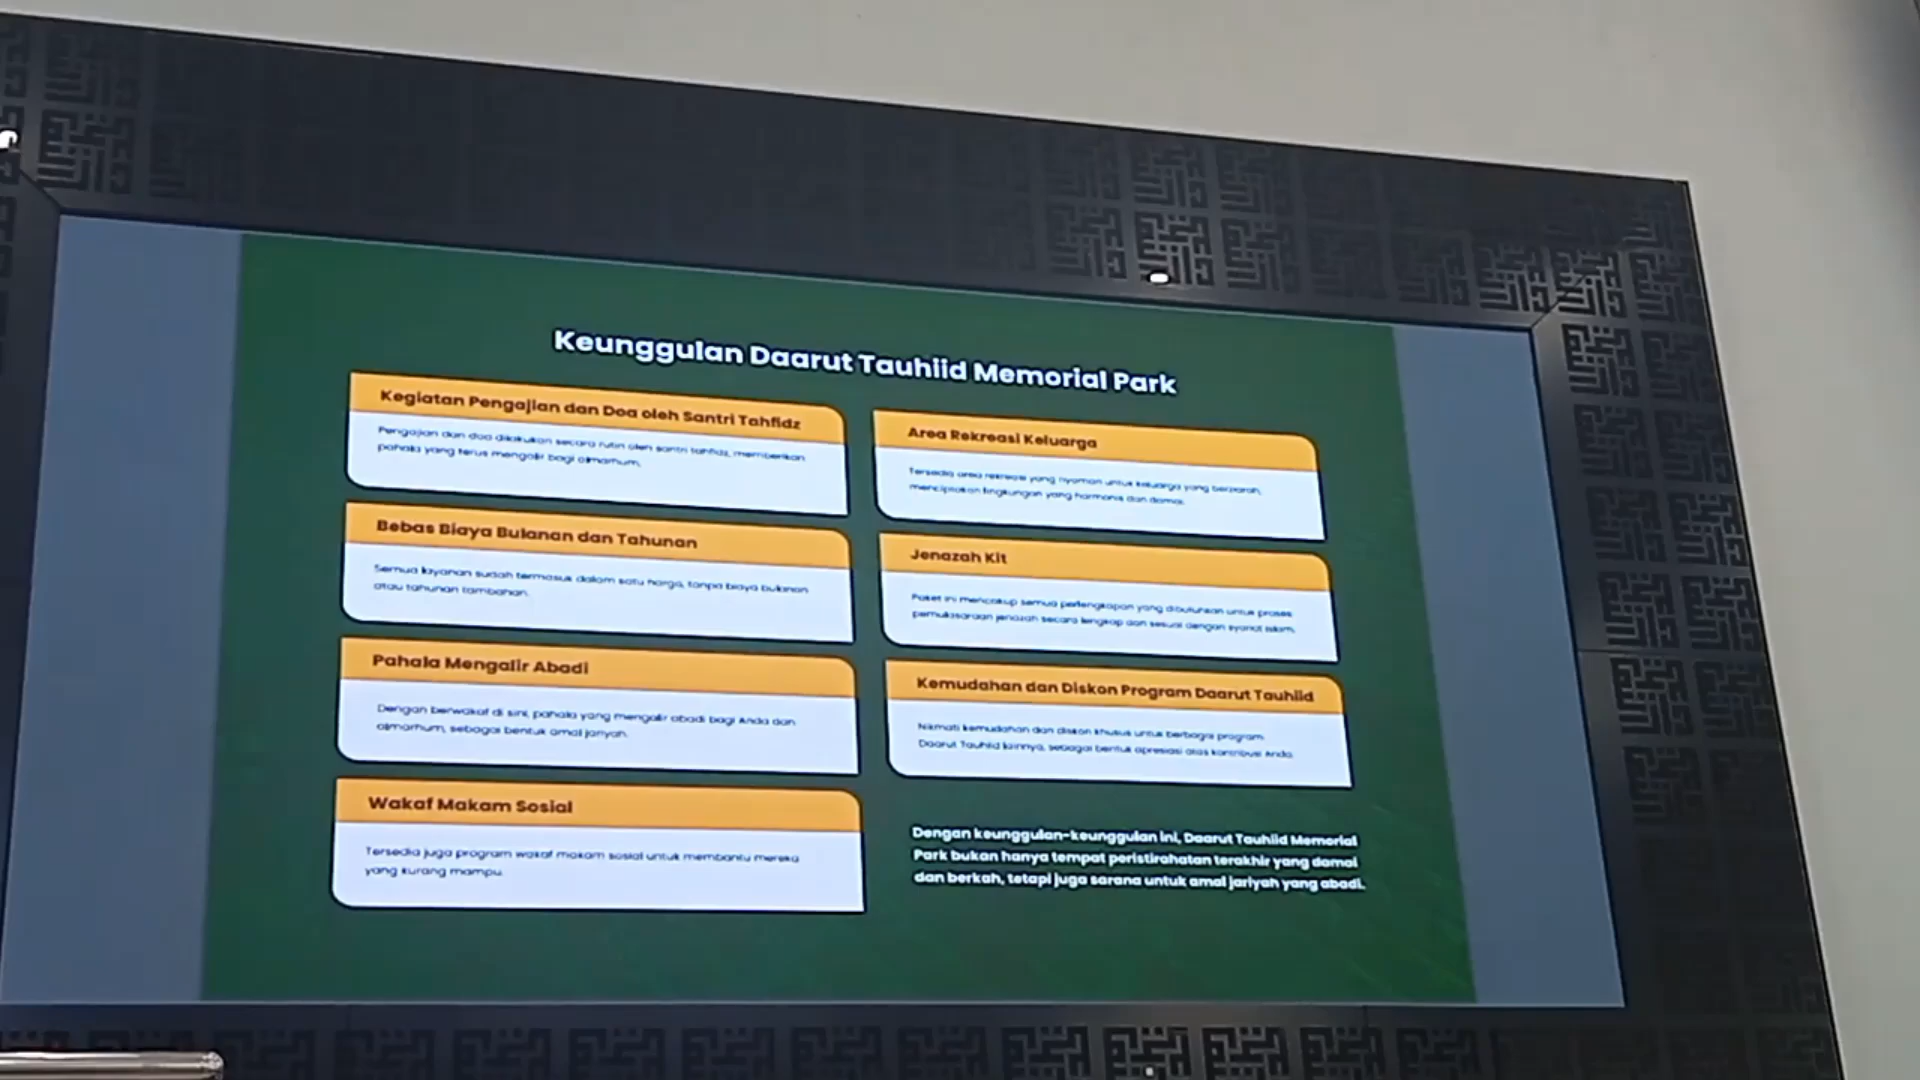 Keunggulan Daarut Tauhiid Memorial Park
Kegiatan Pengajian dan Doa oleh Santri Tahfidz
Pengajian dan doa dilakukan secara rutin oleh santri tahfidz, memberikan
pahala yang terus mengalir bagi almarhum.
Bebas Biaya Bulanan dan Tahunan
Semua layanan sudah termasuk dalam satu harga, tanpa biaya bulanan
atau tahunan tambahan.
Pahala Mengalir Abadi
Dengan berwakaf di sini, pahala yang mengalir abadi bagi Anda dan
almarhum, sebagai bentuk amal jariyah.
Wakaf Makam Sosial
Tersedia juga program wakaf makam sosial untuk membantu mereka
yang kurang mampu.
Area Rekreasi Keluarga
Tersedia area rekreasi yang nyaman untuk keluarga yang berziarah,
menciptakan lingkungan yang harmonis dan damai.
Jenazah Kit
Paket ini mencakup semua perlengkapan yang dibutuhkan untuk proses
pemulasaraan jenazah secara lengkap dan sesuai dengan syariat Islam.
Kemudahan dan Diskon Program Daarut Tauhiid
Nikmati kemudahan dan diskon khusus untuk berbagai program
Daarut Tauhiid lainnya, sebagai bentuk apresiasi atas kontribusi Anda.
Dengan keunggulan-keunggulan ini, Daarut Tauhiid Memorial
Park bukan hanya tempat peristirahatan terakhir yang damai
dan berkah, tetapi juga sarana untuk amal jariyah yang abadi.